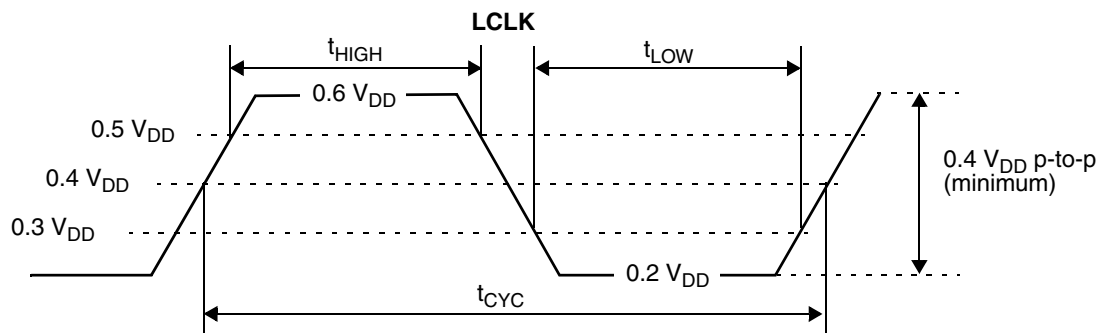 LCLK
tHIGH
tLOW
0.6 VDD
0.5 VDD
0.4 VDD
0.4 VDD p-to-p
(minimum)
0.3 VDD
0.2 VDD
tCYC